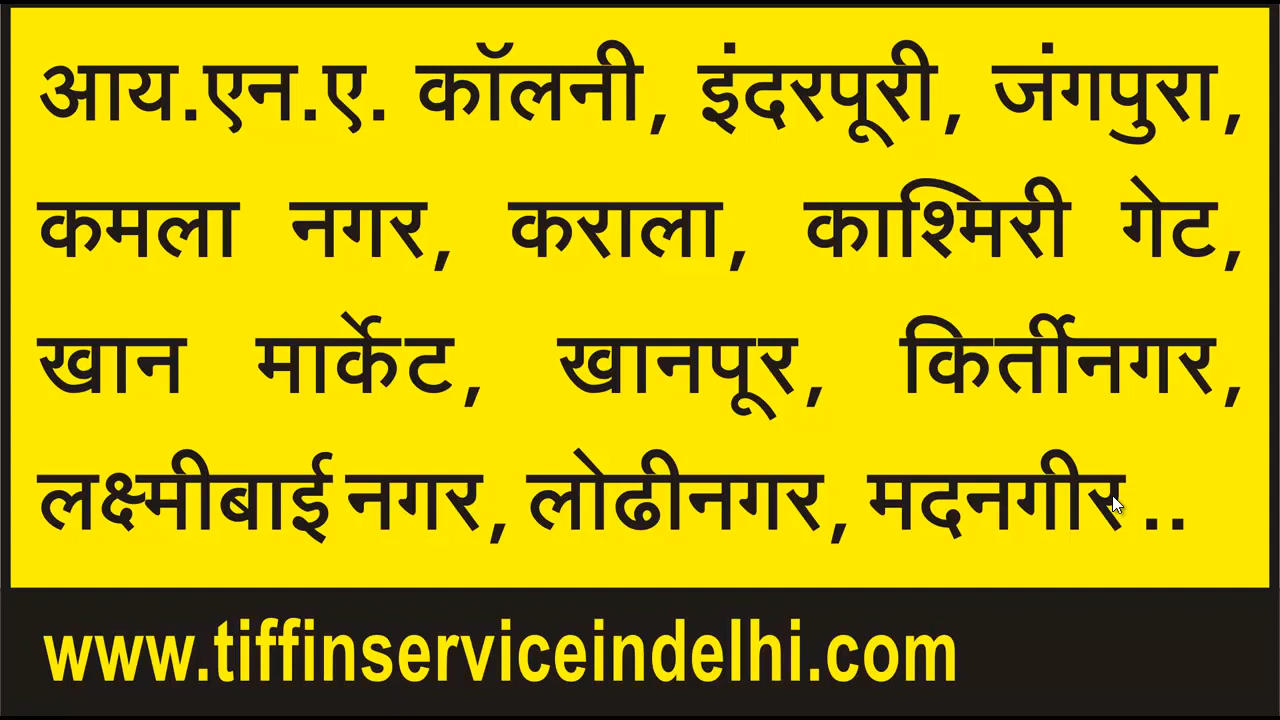 आय.एन.ए. कॉलनी, इंदरपूरी, जंगपुरा,
कमला नगर, कराला, काश्मिरी गेट,
खान मार्केट, खानपूर, किर्तीनगर,
लक्ष्मीबाई नगर, लोढीनगर, मदनगीर ..
www.tiffinserviceindelhi.com